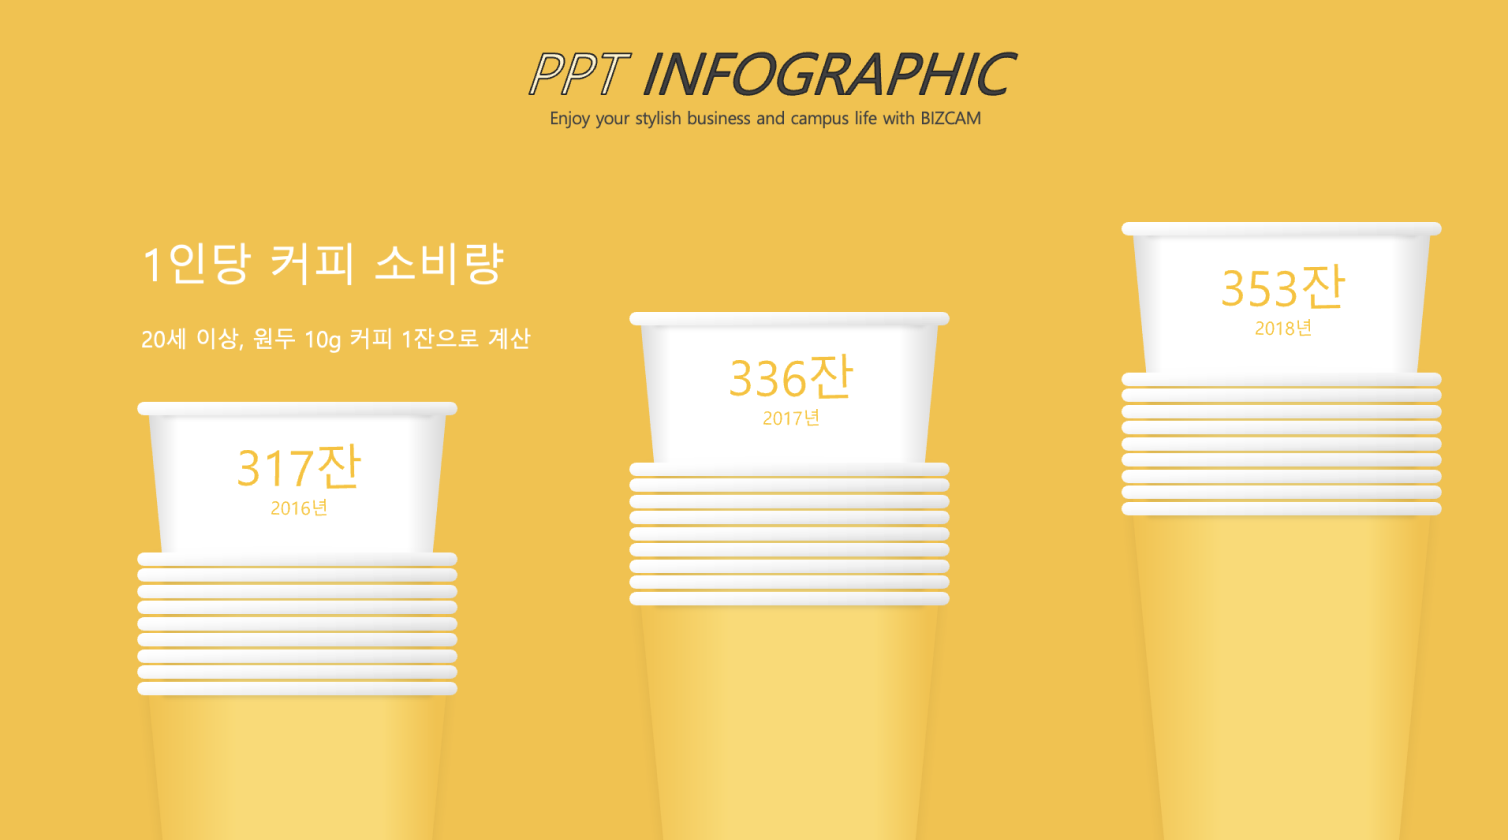 PPT INFOGRAPHIC
Enjoy your stylish business and campus life with BIZCAM
1인당 커피 소비량
20세 이상, 원두 10g 커피 1잔으로 계산
317잔
2016년
336잔
2017년
353잔
2018년